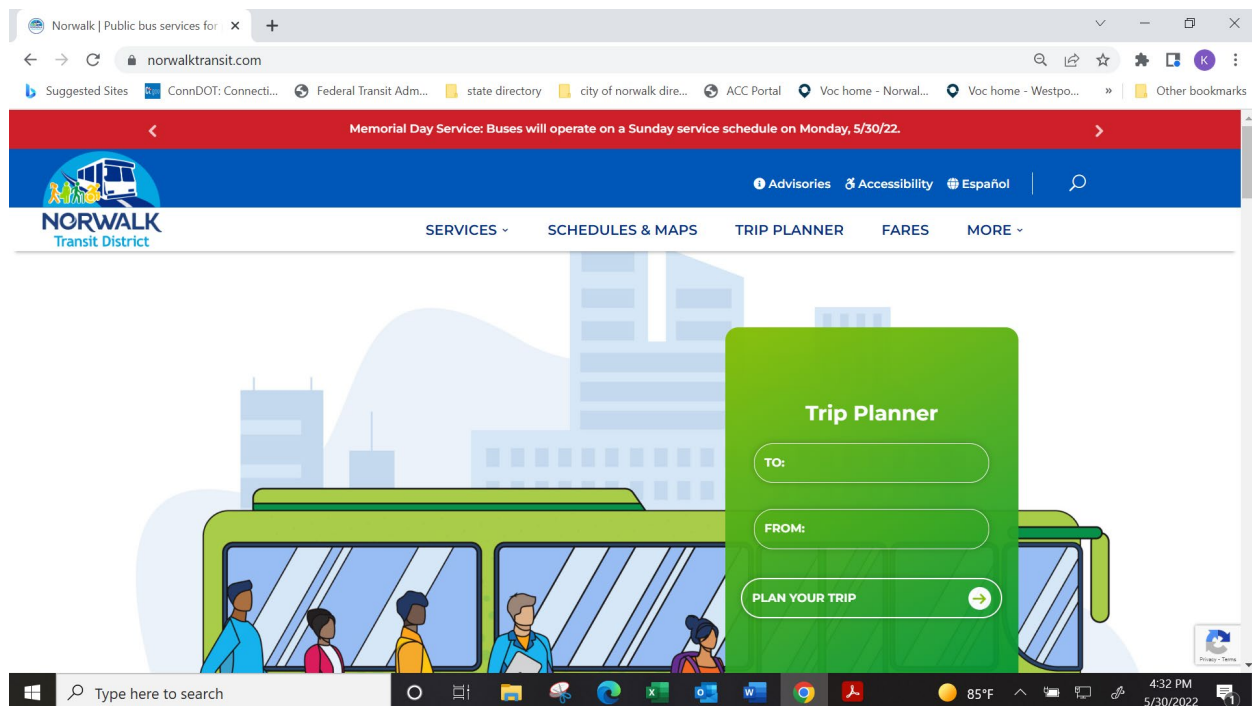 Norwalk | Public bus services for
norwalktransit.com
K
Suggested Sites ConnDOT: Connecti... Federal Transit Adm... state directory city of norwalk dire... ACC Portal Voc home - Norwal... Voc home - Westpo... » Other bookmarks
Memorial Day Service: Buses will operate on a Sunday service schedule on Monday, 5/30/22.
Advisories Accessibility Español
NORWALK
Transit District
SERVICES SCHEDULES & MAPS TRIP PLANNER FARES MORE
Trip Planner
TO:
FROM:
PLAN YOUR TRIP
Privacy - Terms
Type here to search
85°F
4:32 PM
5/30/2022
1